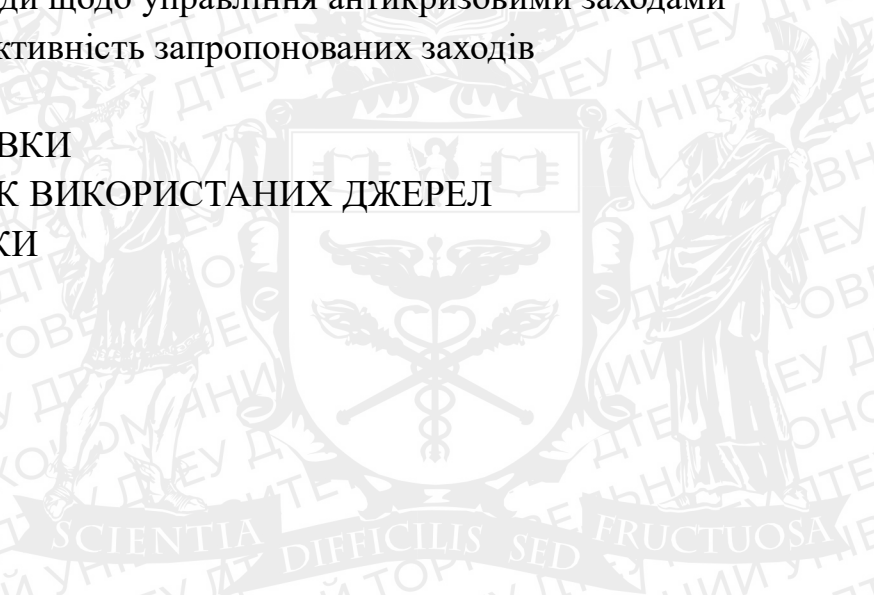 ди щодо управління антикризовими заходами
ктивність запропонованих заходів
ВКИ
К ВИКОРИСТАНИХ ДЖЕРЕЛ
КИ
SCIENTIA DIFFICILIS SED FRUCTUOSA